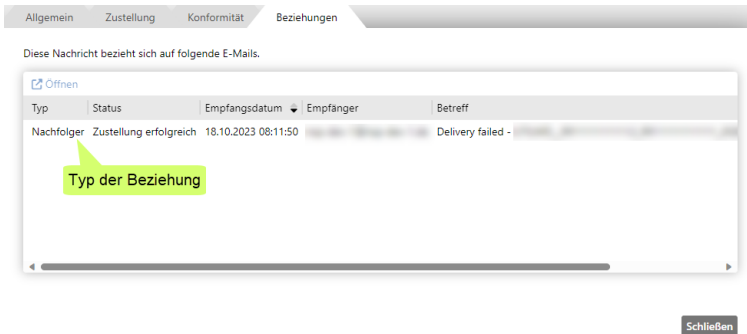 Allgemein Zustellung Konformität Beziehungen
Diese Nachricht bezieht sich auf folgende E-Mails.
Öffnen
Typ Status Empfangsdatum Empfänger Betreff
Nachfolger Zustellung erfolgreich 18.10.2023 08:11:50 Delivery failed -
Typ der Beziehung
Schließen